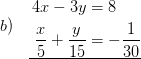 b) 4x - 3y = 8
x/5 + y/15 = -1/30